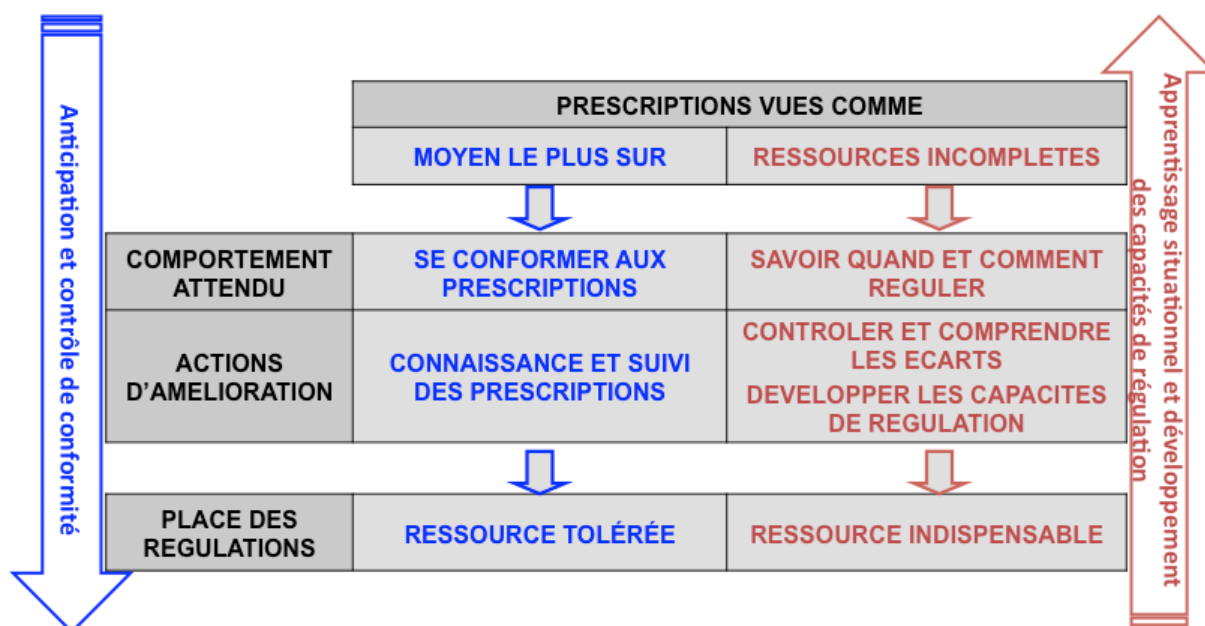 Anticipation et contrôle de conformité
PRESCRIPTIONS VUES COMME
MOYEN LE PLUS SUR
RESSOURCES INCOMPLETES
COMPORTEMENT
ATTENDU
SE CONFORMER AUX
PRESCRIPTIONS
SAVOIR QUAND ET COMMENT
REGULER
ACTIONS
D’AMELIORATION
CONNAISSANCE ET SUIVI
DES PRESCRIPTIONS
CONTROLER ET COMPRENDRE
LES ECARTS
DEVELOPPER LES CAPACITES
DE REGULATION
PLACE DES
REGULATIONS
RESSOURCE TOLÉRÉE
RESSOURCE INDISPENSABLE
Apprentissage situationnel et développement
des capacités de régulation